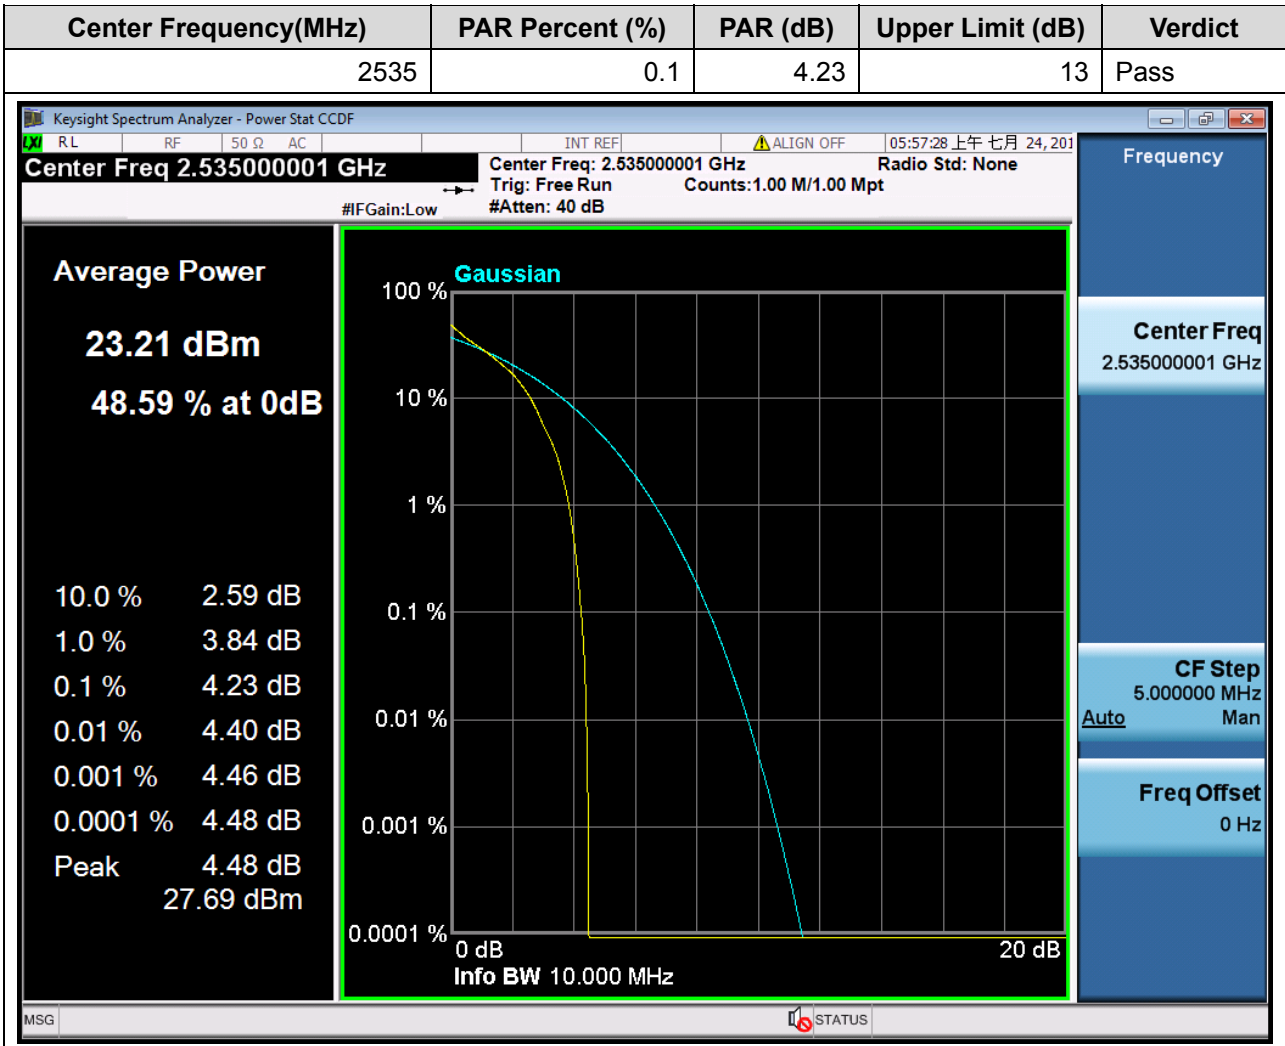 Center Frequency(MHz) PAR Percent (%) PAR (dB) Upper Limit (dB) Verdict
2535 0.1 4.23 13 Pass
Keysight Spectrum Analyzer - Power Stat CCDF
LXI RL RF 50 Ω AC INT REF ALIGN OFF 05:57:28 上午 七月 24, 201
Center Freq 2.535000001 GHz
#IFGain:Low
Center Freq: 2.535000001 GHz Radio Std: None
Trig: Free Run Counts:1.00 M/1.00 Mpt
#Atten: 40 dB
Average Power
23.21 dBm
48.59 % at 0dB
10.0 % 2.59 dB
1.0 % 3.84 dB
0.1 % 4.23 dB
0.01 % 4.40 dB
0.001 % 4.46 dB
0.0001 % 4.48 dB
Peak 4.48 dB
27.69 dBm
Gaussian
100 %
10 %
1 %
0.1 %
0.01 %
0.001 %
0.0001 %
0 dB 20 dB
Info BW 10.000 MHz
Frequency
Center Freq
2.535000001 GHz
CF Step
5.000000 MHz
Auto Man
Freq Offset
0 Hz
MSG STATUS